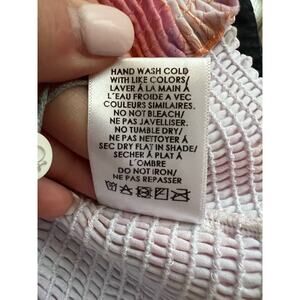 HAND WASH COLD
WITH LIKE COLORS/
LAVER À LA MAIN À
L´EAU FROIDE A VEC
COULEURS SIMILAIRES.
NO NOT BLEACH/
NE PAS JAVELLISER.
NO TUMBLE DRY/
NE PAS NETTOYER À
SEC DRY FLAT IN SHADE/
SECHER À PLAT À
L´OMBRE
DO NOT IRON/
NE PAS REPASSER